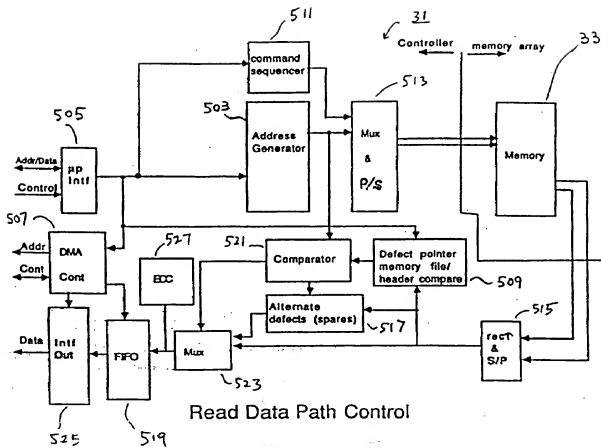 511
31
Controller
memory array
33
command
sequencer
513
503
505
Address
Generator
Mux
&
P/S
Memory
Addr/Data
µp
Intf
Control
507
527
521
Addr
DMA
Cont
Cont
ECC
Comparator
Defect pointer
memory file/
header compare
509
Alternate
defects (spares)
517
515
Data
Intf
Out
FIFO
Mux
rect
&
S/P
523
525
519
Read Data Path Control